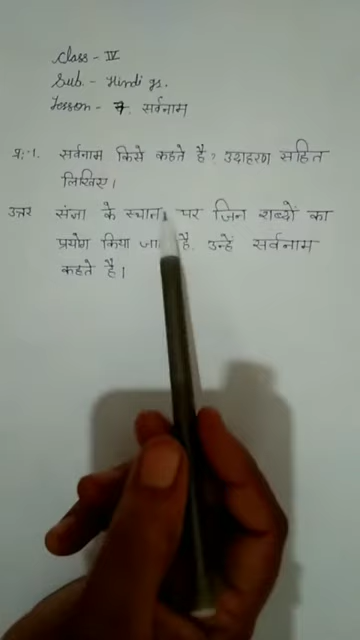 Class - IV
Sub. - Hindi gr.
Lesson - 7. सर्वनाम
प्र:-1. सर्वनाम किसे कहते है? उदाहरण सहित
लिखिए।
उत्तर संज्ञा के स्थान पर जिन शब्दों का
प्रयोग किया है. उन्हें सर्वनाम
कहते है।